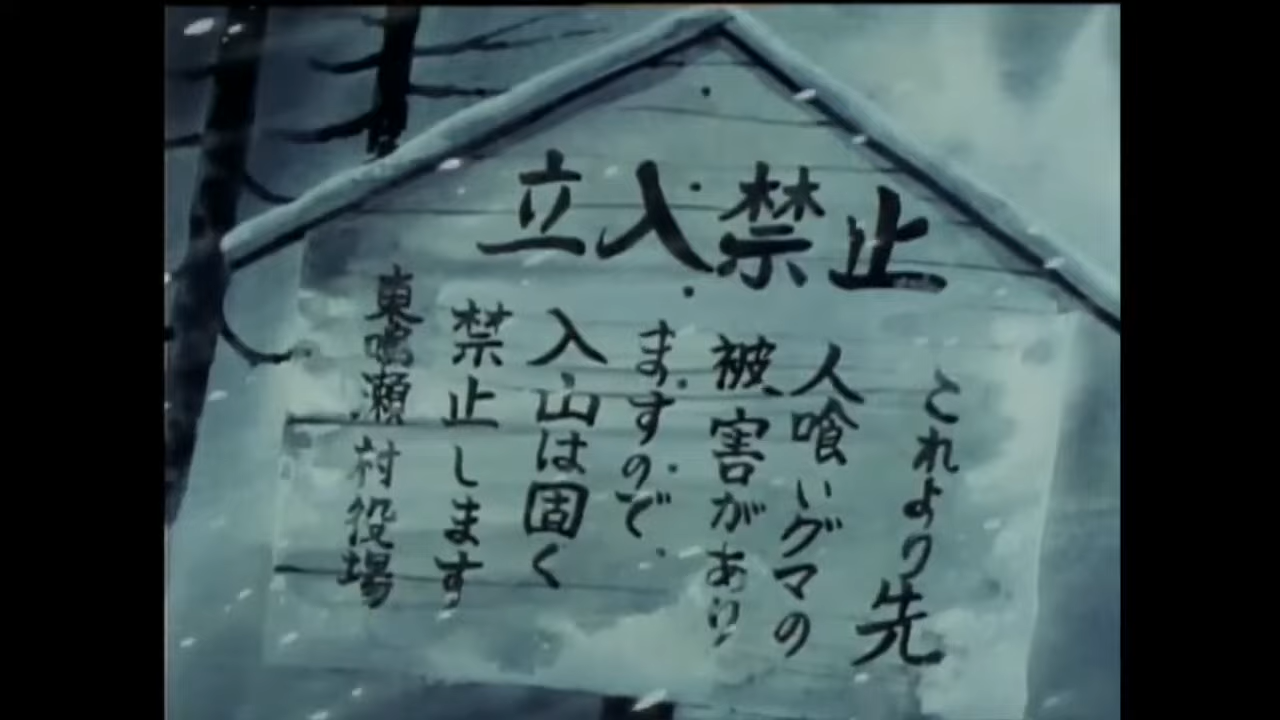 立入禁止
これより先
人喰いグマの
被害があり
ますので
入山は固く
禁止します
東鳴瀬村役場